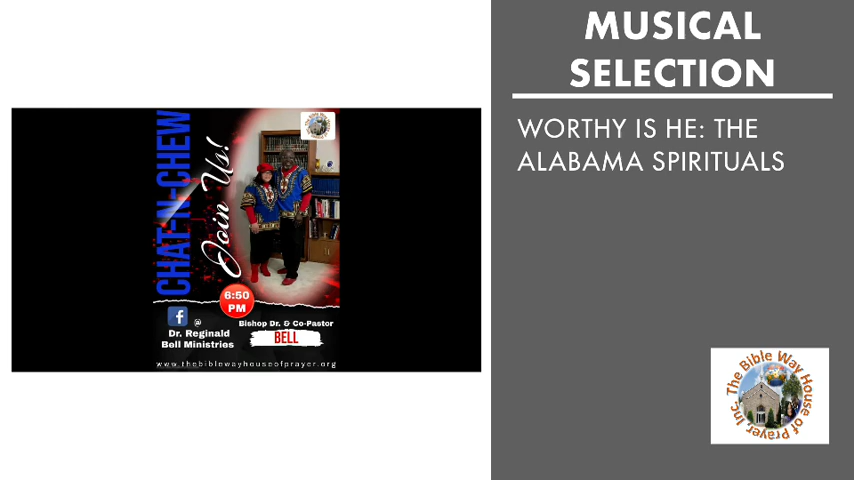 CHAT-N-CHEW
Join Us!
6:50
PM
@
Dr. Reginald
Bell Ministries
Bishop Dr. & Co-Pastor
BELL
www.thebiblewayhouseofprayer.org
MUSICAL
SELECTION
WORTHY IS HE: THE
ALABAMA SPIRITUALS
The Bible Way House of Prayer, Inc.